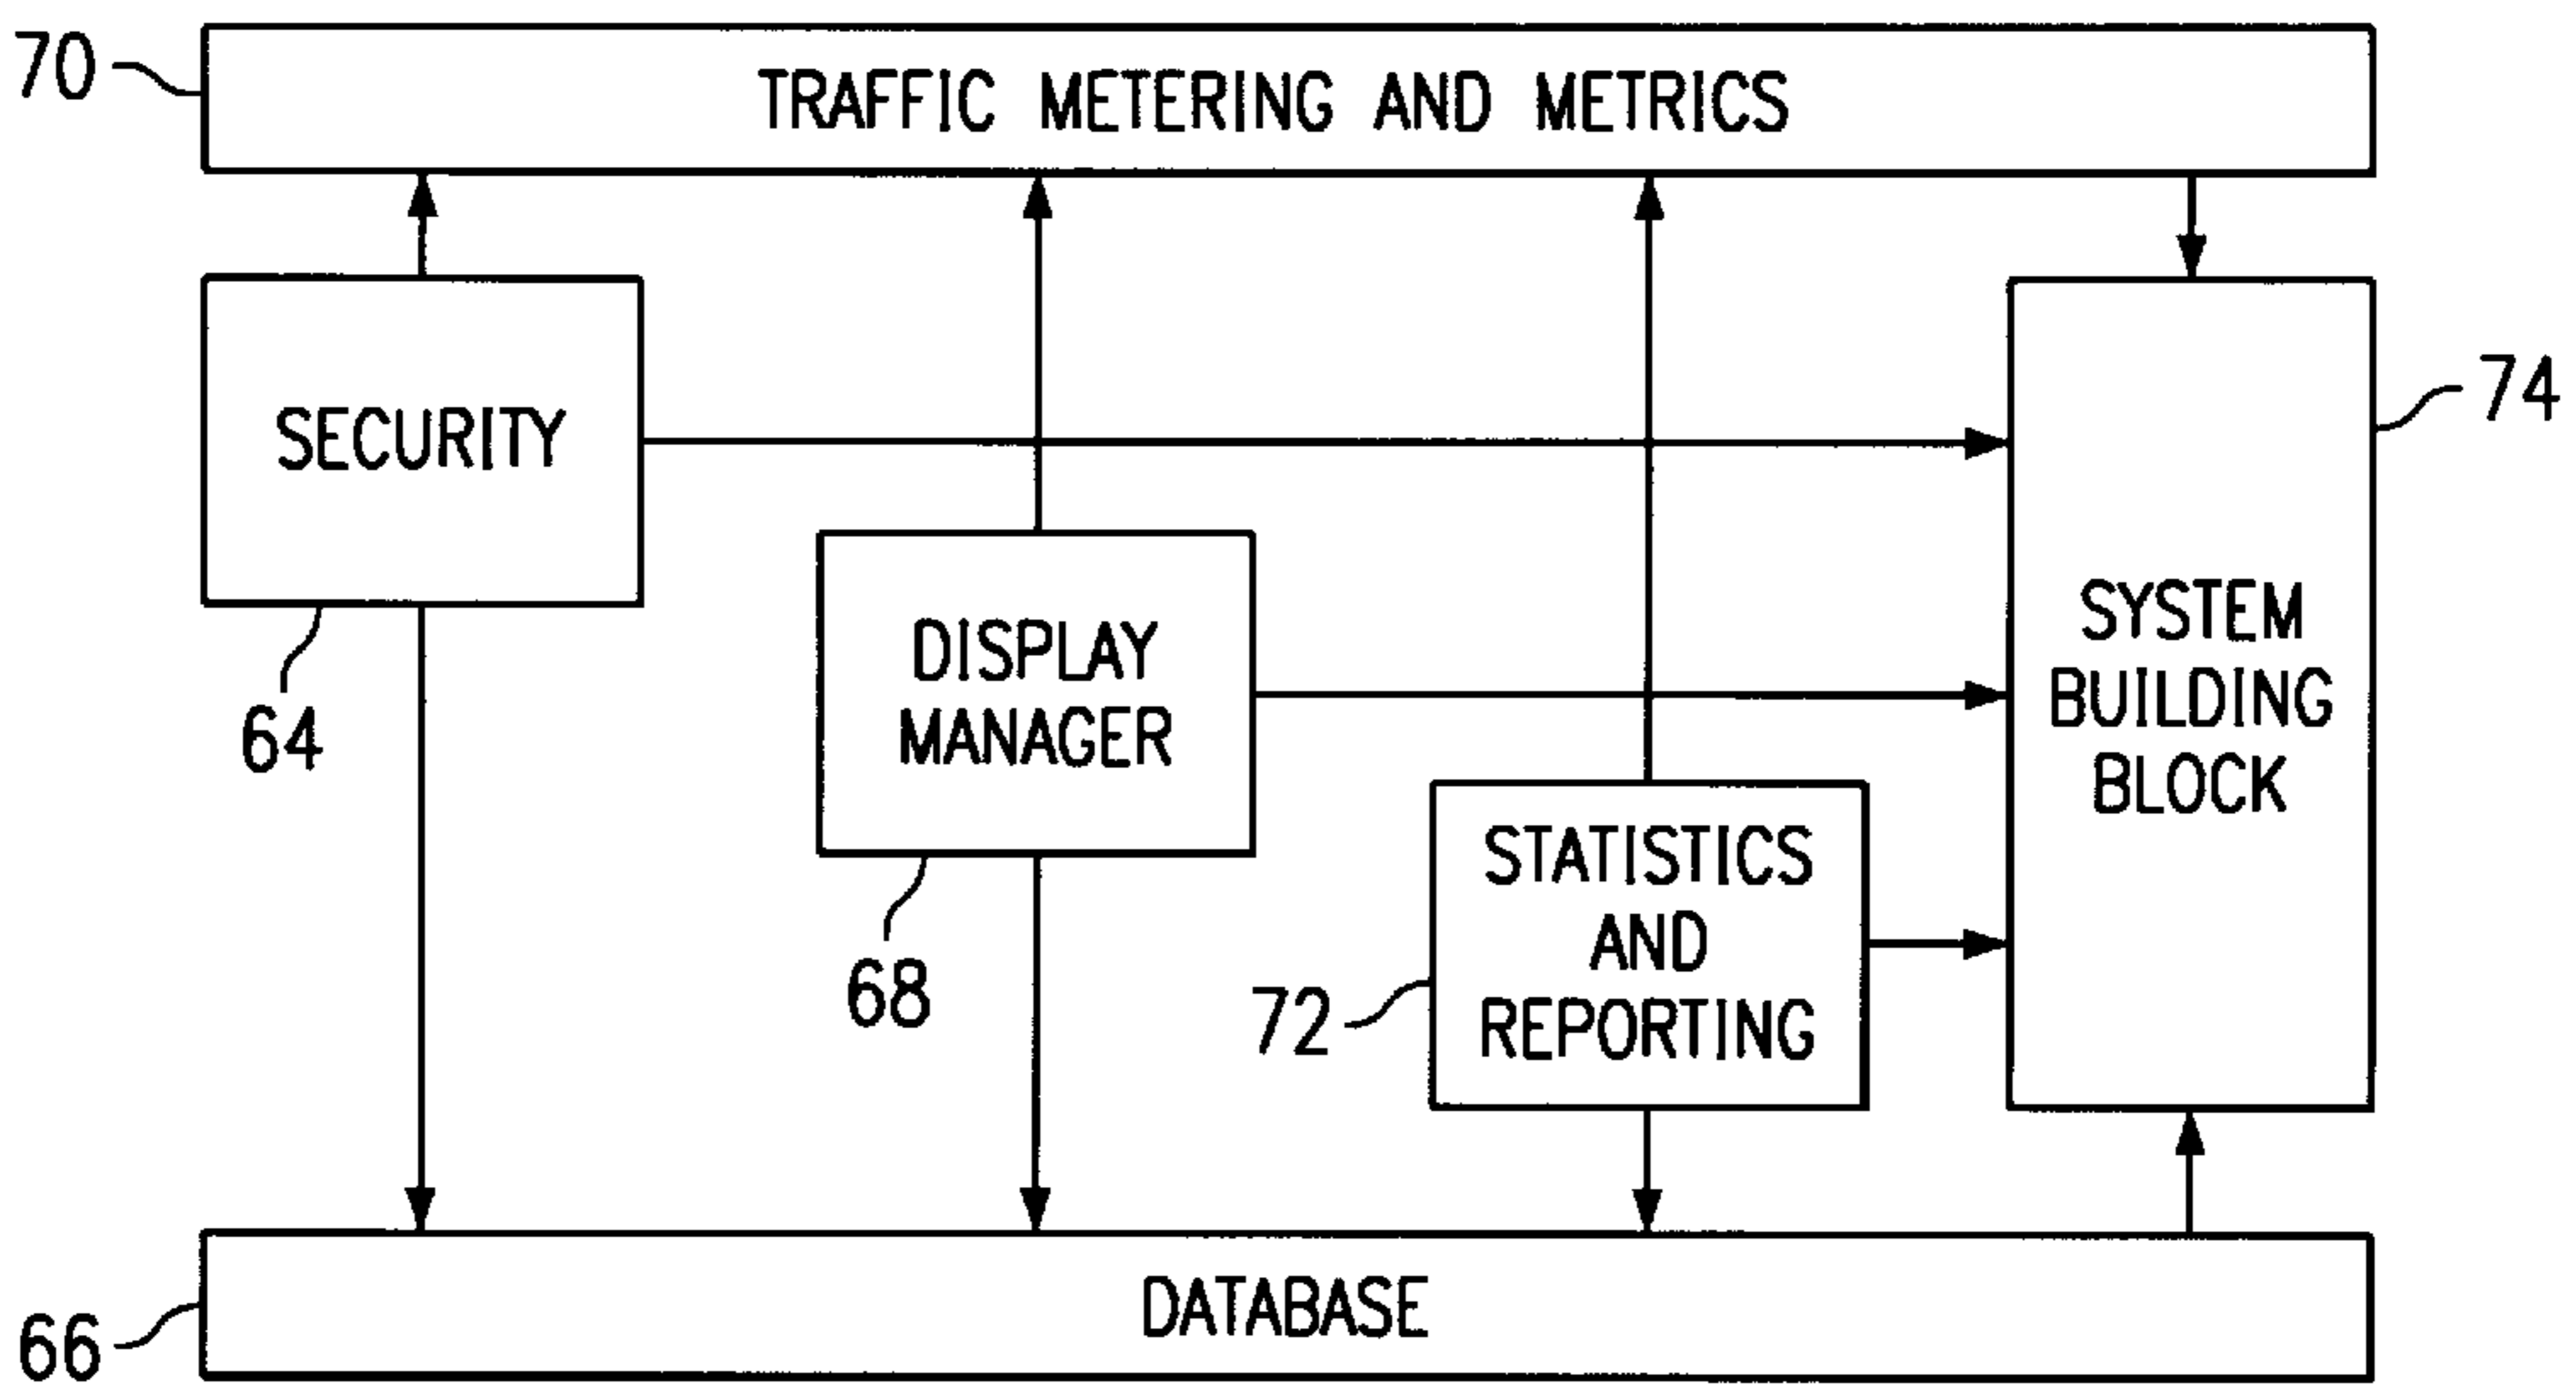 70
TRAFFIC METERING AND METRICS
SECURITY
64
74
DISPLAY
MANAGER
68
SYSTEM
BUILDING
BLOCK
STATISTICS
AND
REPORTING
72
DATABASE
66